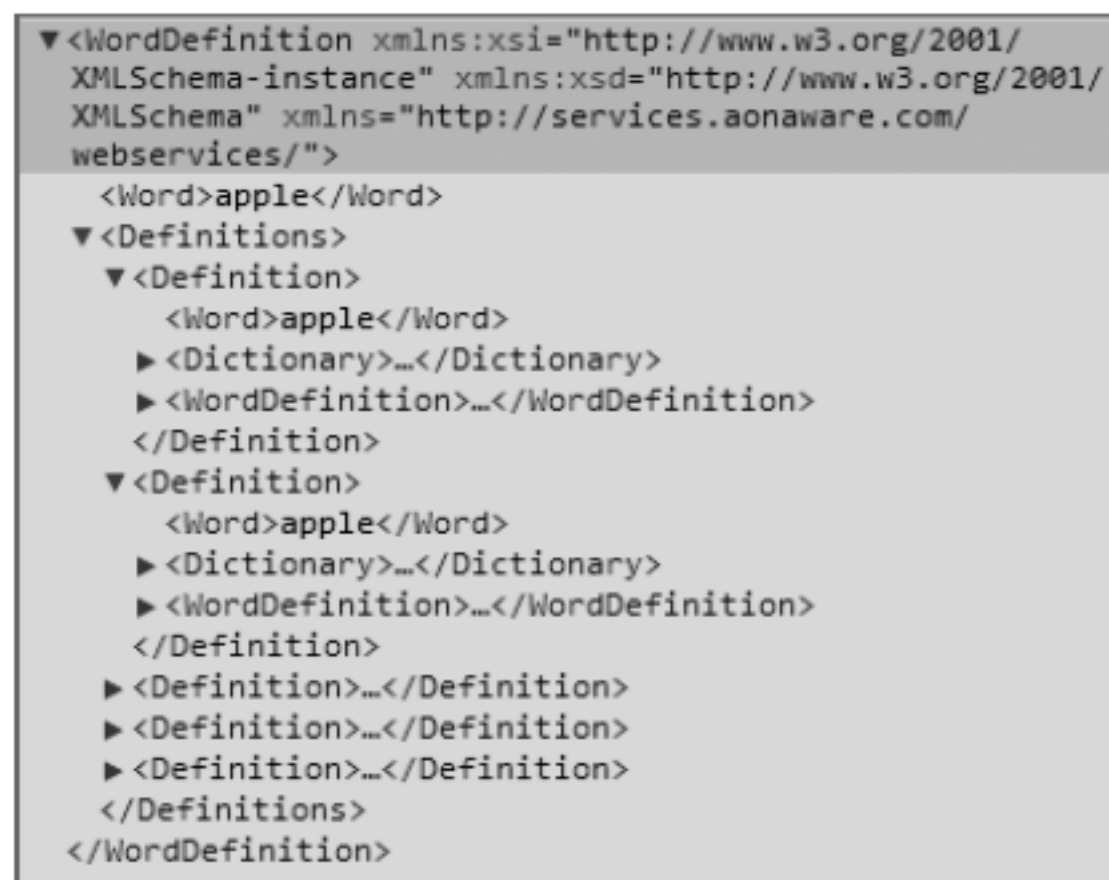 ▼<WordDefinition xmlns:xsi="http://www.w3.org/2001/
XMLSchema-instance" xmlns:xsd="http://www.w3.org/2001/
XMLSchema" xmlns="http://services.aonaware.com/
webservices/">
<Word>apple</Word>
▼<Definitions>
▼<Definition>
<Word>apple</Word>
▶<Dictionary>…</Dictionary>
▶<WordDefinition>…</WordDefinition>
</Definition>
▼<Definition>
<Word>apple</Word>
▶<Dictionary>…</Dictionary>
▶<WordDefinition>…</WordDefinition>
</Definition>
▶<Definition>…</Definition>
▶<Definition>…</Definition>
▶<Definition>…</Definition>
</Definitions>
</WordDefinition>